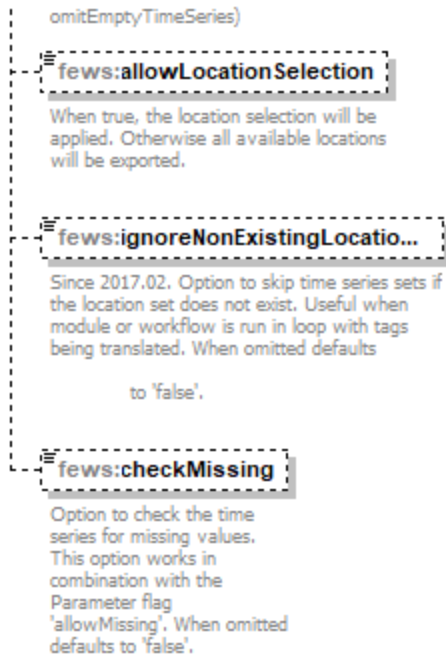 omitEmptyTimeSeries)
fews:allowLocationSelection
When true, the location selection will be
applied. Otherwise all available locations
will be exported.
fews:ignoreNonExistingLocatio...
Since 2017.02. Option to skip time series sets if
the location set does not exist. Useful when
module or workflow is run in loop with tags
being translated. When omitted defaults
to 'false'.
fews:checkMissing
Option to check the time
series for missing values.
This option works in
combination with the
Parameter flag
'allowMissing'. When omitted
defaults to 'false'.